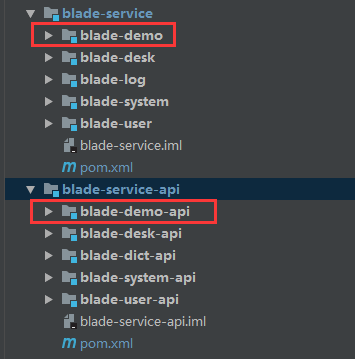 blade-service
blade-demo
blade-desk
blade-log
blade-system
blade-user
blade-service.iml
pom.xml
blade-service-api
blade-demo-api
blade-desk-api
blade-dict-api
blade-system-api
blade-user-api
blade-service-api.iml
pom.xml